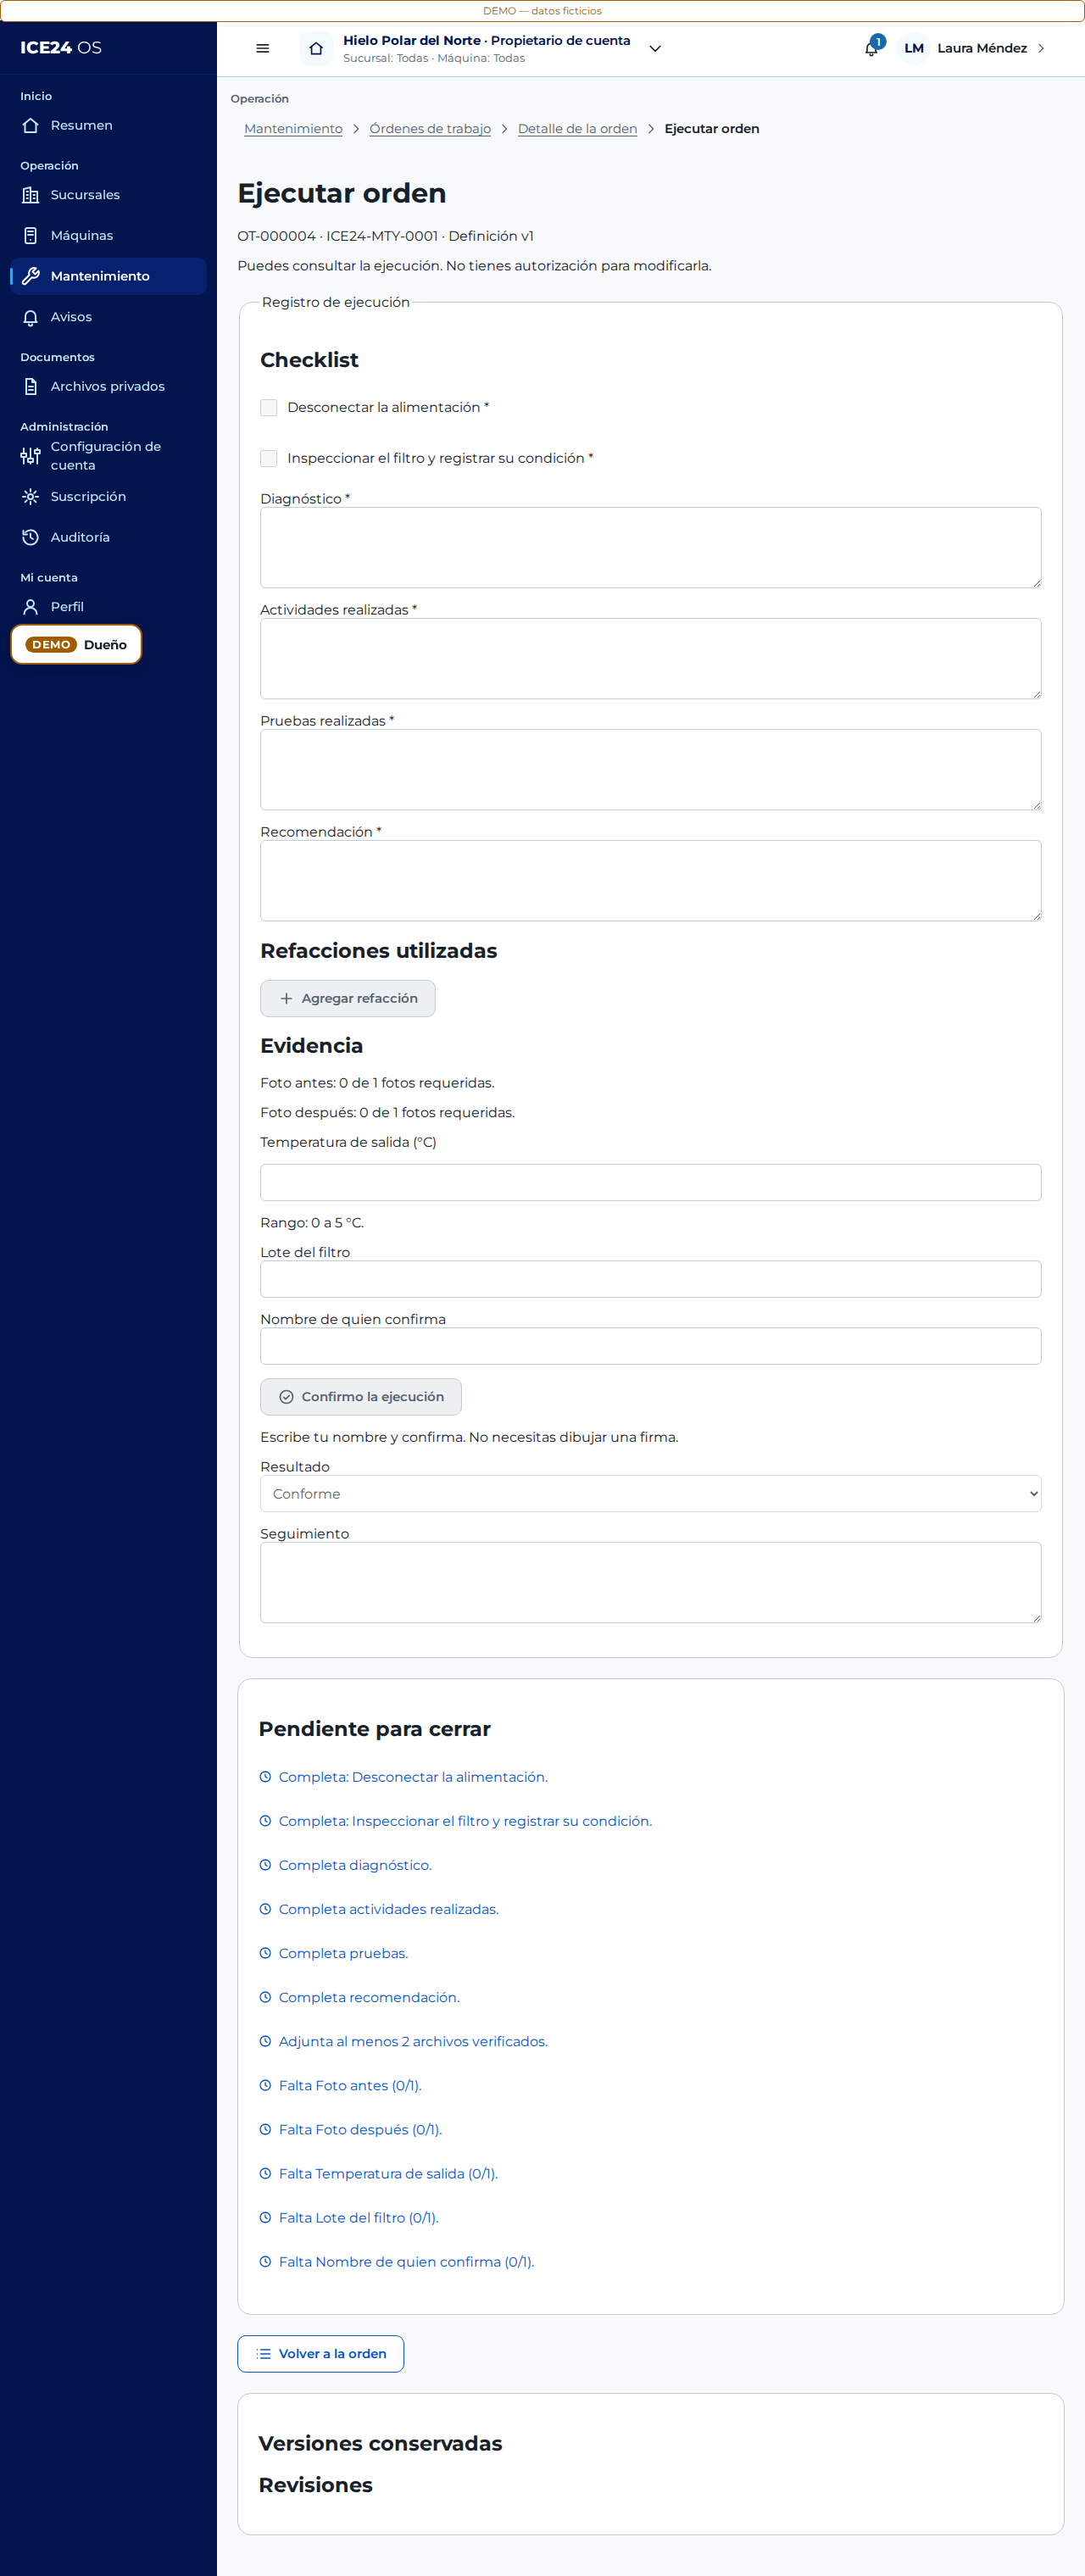 DEMO — datos ficticios
ICE24 OS
Inicio
Resumen
Operación
Sucursales
Máquinas
Mantenimiento
Avisos
Documentos
Archivos privados
Administración
Configuración de
cuenta
Suscripción
Auditoría
Mi cuenta
Perfil
DEMO Dueño
Hielo Polar del Norte · Propietario de cuenta
Sucursal: Todas · Máquina: Todas
1
LM
Laura Méndez
Operación
Mantenimiento
Órdenes de trabajo
Detalle de la orden
Ejecutar orden
Ejecutar orden
OT-000004 · ICE24-MTY-0001 · Definición v1
Puedes consultar la ejecución. No tienes autorización para modificarla.
Registro de ejecución
Checklist
Desconectar la alimentación *
Inspeccionar el filtro y registrar su condición *
Diagnóstico *
Actividades realizadas *
Pruebas realizadas *
Recomendación *
Refacciones utilizadas
Agregar refacción
Evidencia
Foto antes: 0 de 1 fotos requeridas.
Foto después: 0 de 1 fotos requeridas.
Temperatura de salida (°C)
Rango: 0 a 5 °C.
Lote del filtro
Nombre de quien confirma
Confirmo la ejecución
Escribe tu nombre y confirma. No necesitas dibujar una firma.
Resultado
Conforme
Seguimiento
Pendiente para cerrar
Completa: Desconectar la alimentación.
Completa: Inspeccionar el filtro y registrar su condición.
Completa diagnóstico.
Completa actividades realizadas.
Completa pruebas.
Completa recomendación.
Adjunta al menos 2 archivos verificados.
Falta Foto antes (0/1).
Falta Foto después (0/1).
Falta Temperatura de salida (0/1).
Falta Lote del filtro (0/1).
Falta Nombre de quien confirma (0/1).
Volver a la orden
Versiones conservadas
Revisiones